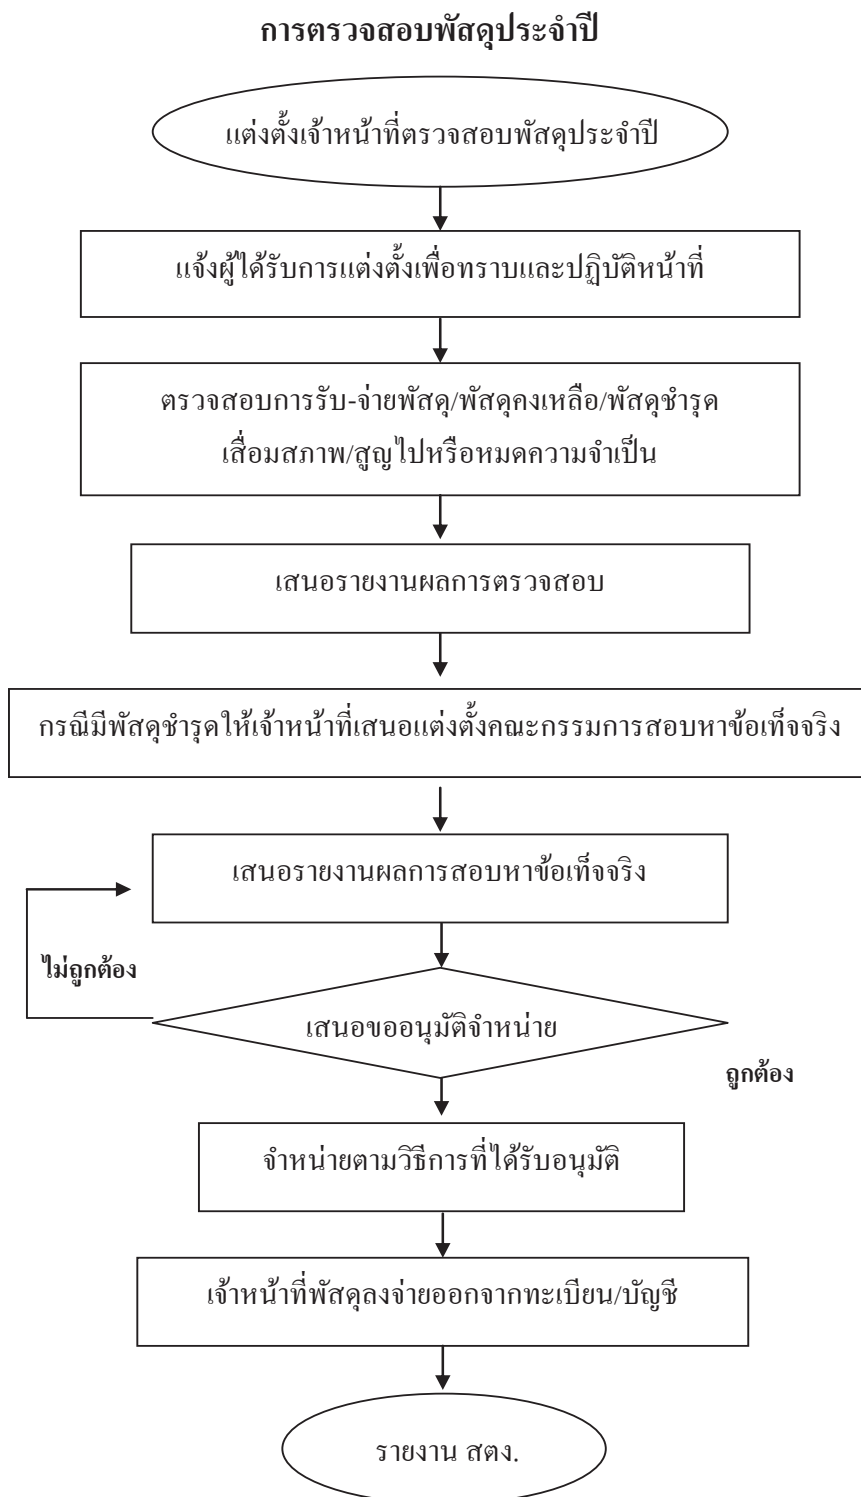 การตรวจสอบพัสดุประจำปี
แต่งตั้งเจ้าหน้าที่ตรวจสอบพัสดุประจำปี
แจ้งผู้ได้รับการแต่งตั้งเพื่อทราบและปฏิบัติหน้าที่
ตรวจสอบการรับ-จ่ายพัสดุ/พัสดุคงเหลือ/พัสดุชำรุด
เสื่อมสภาพ/สูญไปหรือหมดความจำเป็น
เสนอรายงานผลการตรวจสอบ
กรณีมีพัสดุชำรุดให้เจ้าหน้าที่เสนอแต่งตั้งคณะกรรมการสอบหาข้อเท็จจริง
เสนอรายงานผลการสอบหาข้อเท็จจริง
ไม่ถูกต้อง
เสนอขออนุมัติจำหน่าย
ถูกต้อง
จำหน่ายตามวิธีการที่ได้รับอนุมัติ
เจ้าหน้าที่พัสดุลงจ่ายออกจากทะเบียน/บัญชี
รายงาน สตง.